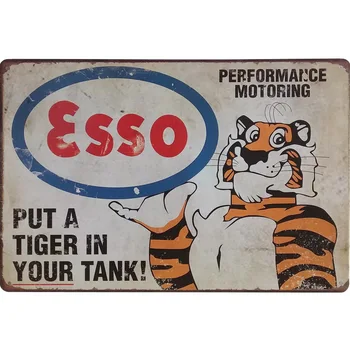 PERFORMANCE
MOTORING
Esso
PUT A
TIGER IN
YOUR TANK!